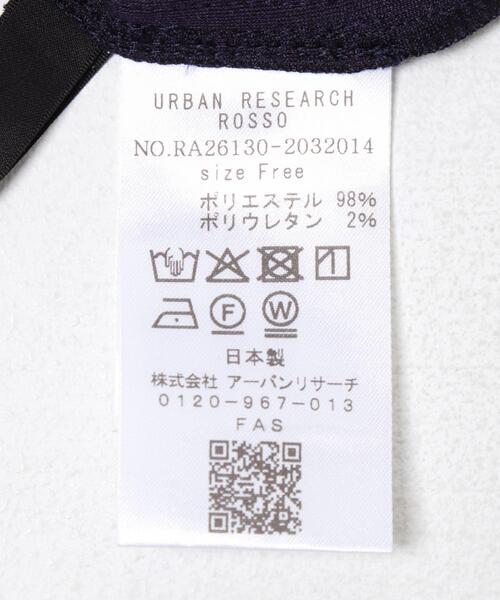 URBAN RESEARCH
ROSSO
NO.RA26130-2032014
size Free
ポリエステル 98%
ポリウレタン 2%
F W
日本製
株式会社 アーバンリサーチ
0120-967-013
FAS